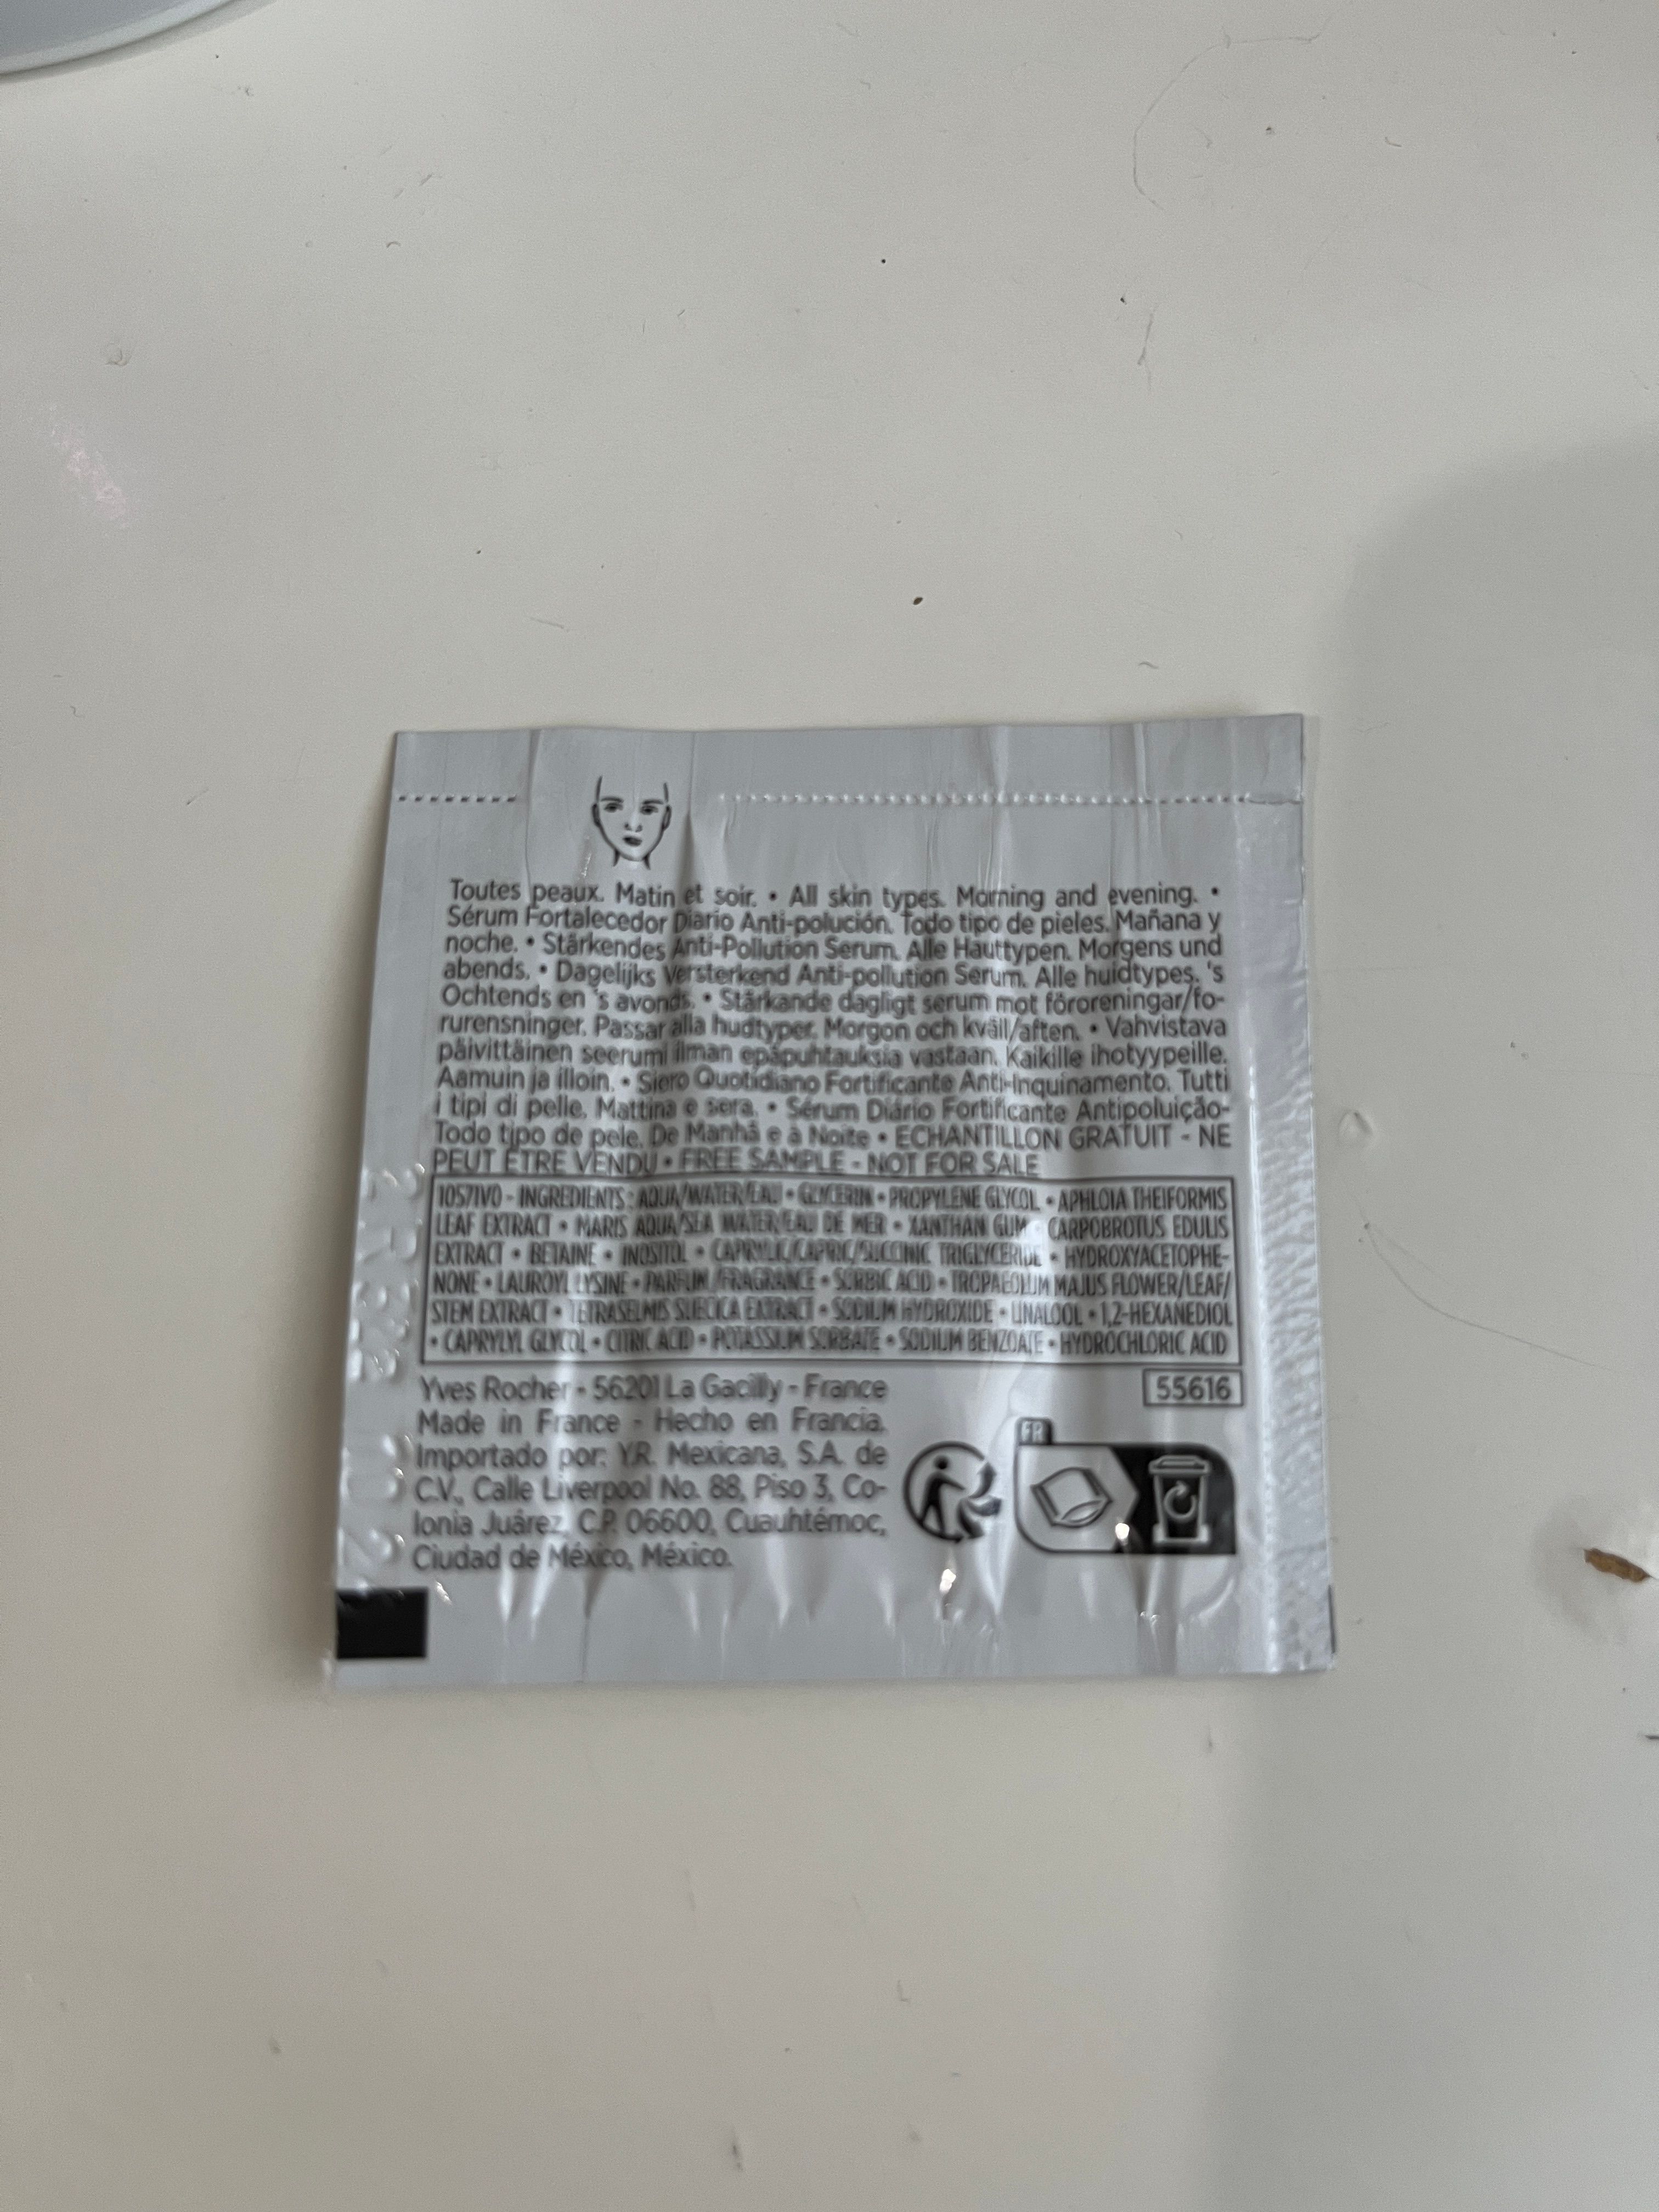 Toutes peaux. Matin et soir. • All skin types. Morning and evening. •
Sérum Fortalecedor Diario Anti-polución. Todo tipo de pieles. Mañana y
noche. • Stärkendes Anti-Pollution Serum. Alle Hauttypen. Morgens und
abends. • Dagelijks Versterkend Anti-pollution Serum. Alle huidtypes. 's
Ochtends en 's avonds. • Stärkande dagligt serum mot föroreningar/fo-
rurensninger. Passar alla hudtyper. Morgon och kväll/aften. • Vahvistava
päivittäinen seerumi ilman epäpuhtauksia vastaan. Kaikille ihotyypeille.
Aamuin ja illoin. • Siero Quotidiano Fortificante Anti-Inquinamento. Tutti
i tipi di pelle. Mattina e sera. • Sérum Diário Fortificante Antipoluição-
Todo tipo de pele. De Manhã e à Noite • ECHANTILLON GRATUIT - NE
PEUT ÊTRE VENDU • FREE SAMPLE - NOT FOR SALE
10571V0 - INGREDIENTS : AQUA/WATER/EAU • GLYCERIN • PROPYLENE GLYCOL • APHLOIA THEIFORMIS
LEAF EXTRACT • MARIS AQUA/SEA WATER/EAU DE MER • XANTHAN GUM • CARPOBROTUS EDULIS
EXTRACT • BETAINE • INOSITOL • CAPRYLIC/CAPRIC/SUCCINIC TRIGLYCERIDE • HYDROXYACETOPHE-
NONE • LAUROYL LYSINE • PARFUM/FRAGRANCE • SORBIC ACID • TROPAEOLUM MAJUS FLOWER/LEAF/
STEM EXTRACT • TETRASELMIS SUECICA EXTRACT • SODIUM HYDROXIDE • LINALOOL • 1,2-HEXANEDIOL
• CAPRYLYL GLYCOL • CITRIC ACID • POTASSIUM SORBATE • SODIUM BENZOATE • HYDROCHLORIC ACID
Yves Rocher - 56201 La Gacilly - France
Made in France - Hecho en Francia.
Importado por: Y.R. Mexicana, S.A. de
C.V., Calle Liverpool No. 88, Piso 3, Co-
lonia Juárez, C.P. 06600, Cuauhtémoc,
Ciudad de México, México.
55616
FR